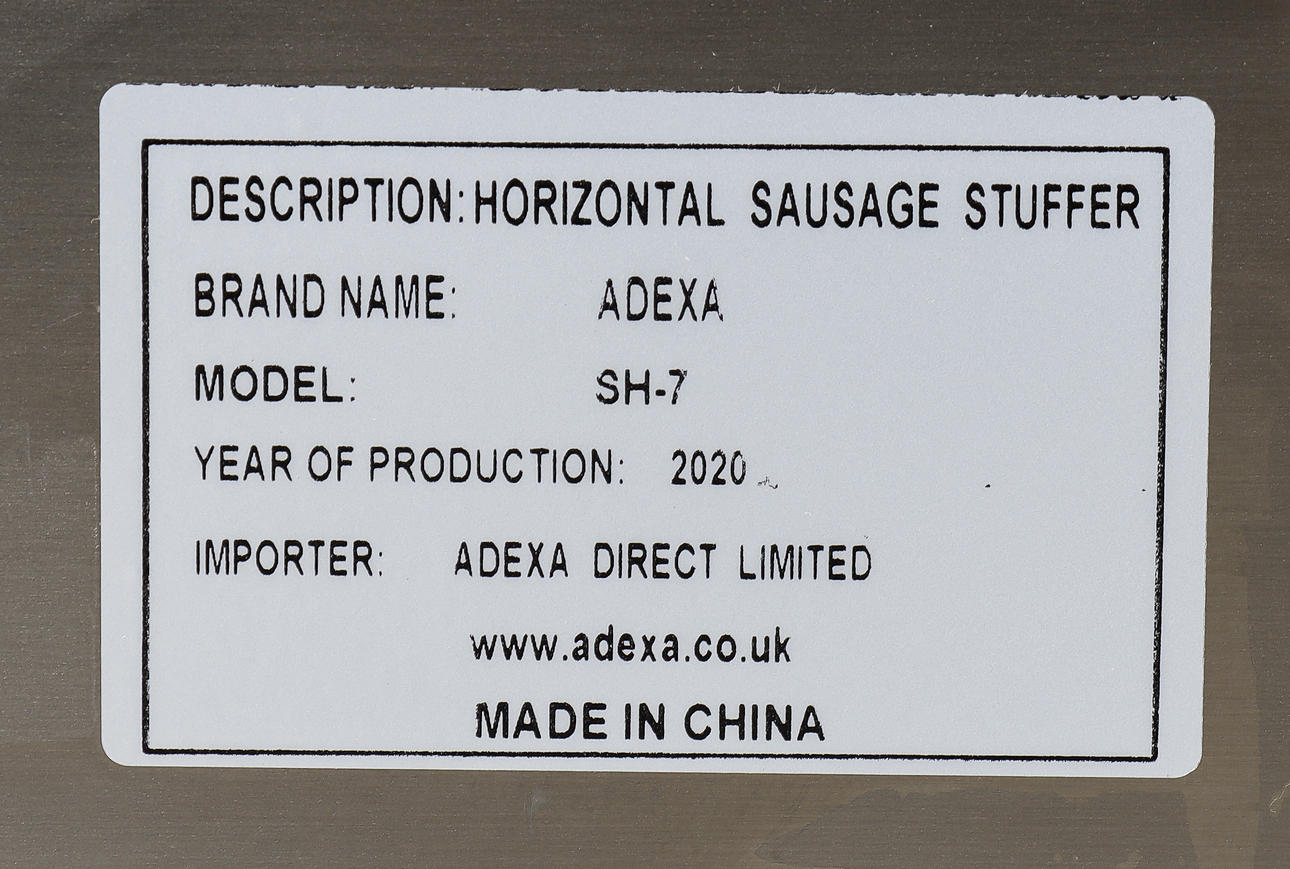 DESCRIPTION: HORIZONTAL SAUSAGE STUFFER
BRAND NAME: ADEXA
MODEL: SH-7
YEAR OF PRODUCTION: 2020
IMPORTER: ADEXA DIRECT LIMITED
www.adexa.co.uk
MADE IN CHINA